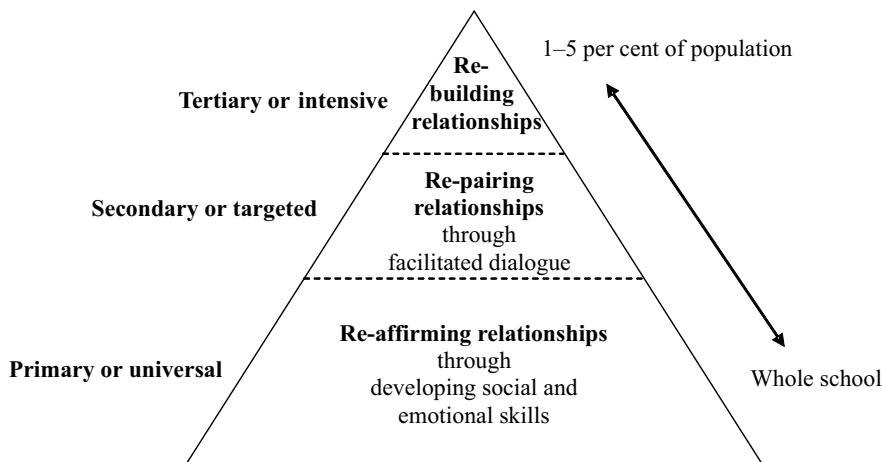 1–5 per cent of population
Tertiary or intensive
Re-
building
relationships
Secondary or targeted
Re-pairing
relationships
through
facilitated dialogue
Primary or universal
Re-affirming relationships
through
developing social and
emotional skills
Whole school